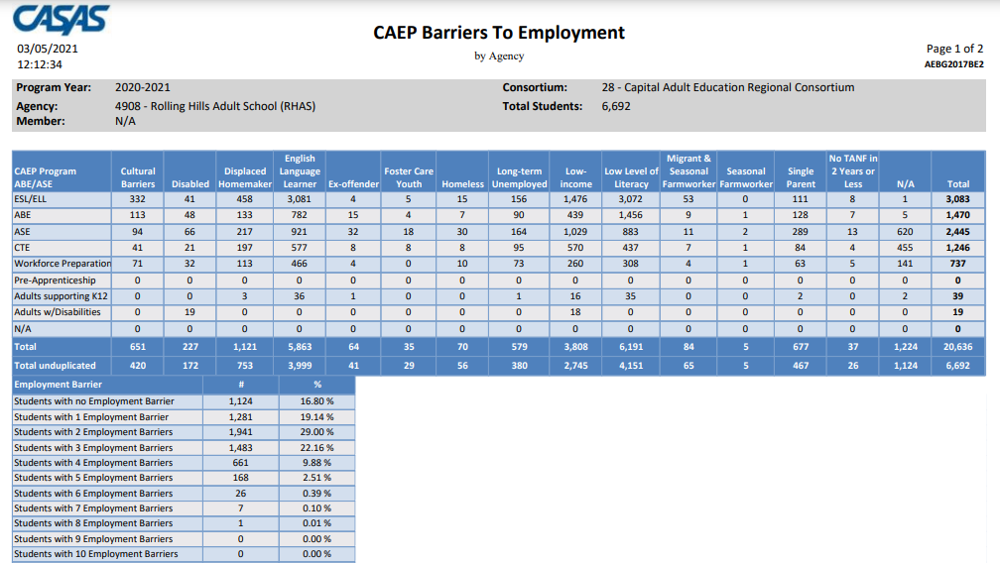 CASAS
03/05/2021
12:12:34
CAEP Barriers To Employment
by Agency
Page 1 of 2
AEBG2017BE2
Program Year: 2020-2021 Consortium: 28 - Capital Adult Education Regional Consortium
Agency: 4908 - Rolling Hills Adult School (RHAS) Total Students: 6,692
Member: N/A
CAEP Program ABE/ASE Cultural Barriers Disabled Displaced Homemaker English Language Learner Ex-offender Foster Care Youth Homeless Long-term Unemployed Low-income Low Level of Literacy Migrant & Seasonal Farmworker Seasonal Farmworker Single Parent No TANF in 2 Years or Less N/A Total
ESL/ELL 332 41 458 3,081 4 5 15 156 1,476 3,072 53 0 111 8 1 3,083
ABE 113 48 133 782 15 4 7 90 439 1,456 9 1 128 7 5 1,470
ASE 94 66 217 921 32 18 30 164 1,029 883 11 2 289 13 620 2,445
CTE 41 21 197 577 8 8 8 95 570 437 7 1 84 4 455 1,246
Workforce Preparation 71 32 113 466 4 0 10 73 260 308 4 1 63 5 141 737
Pre-Apprenticeship 0 0 0 0 0 0 0 0 0 0 0 0 0 0 0 0
Adults supporting K12 0 0 3 36 1 0 0 1 16 35 0 0 2 0 2 39
Adults w/Disabilities 0 19 0 0 0 0 0 0 18 0 0 0 0 0 0 19
N/A 0 0 0 0 0 0 0 0 0 0 0 0 0 0 0 0
Total 651 227 1,121 5,863 64 35 70 579 3,808 6,191 84 5 677 37 1,224 20,636
Total unduplicated 420 172 753 3,999 41 29 56 380 2,745 4,151 65 5 467 26 1,124 6,692
Employment Barrier # %
Students with no Employment Barrier 1,124 16.80 %
Students with 1 Employment Barrier 1,281 19.14 %
Students with 2 Employment Barriers 1,941 29.00 %
Students with 3 Employment Barriers 1,483 22.16 %
Students with 4 Employment Barriers 661 9.88 %
Students with 5 Employment Barriers 168 2.51 %
Students with 6 Employment Barriers 26 0.39 %
Students with 7 Employment Barriers 7 0.10 %
Students with 8 Employment Barriers 1 0.01 %
Students with 9 Employment Barriers 0 0.00 %
Students with 10 Employment Barriers 0 0.00 %